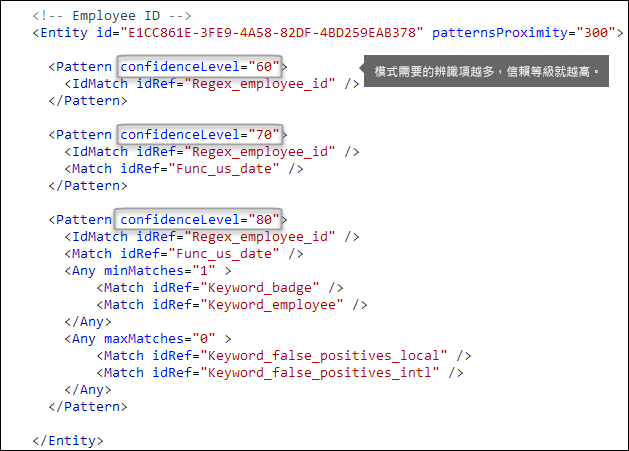 <!-- Employee ID -->
<Entity id="E1CC861E-3FE9-4A58-82DF-4BD259EAB378" patternsProximity="300">
<Pattern confidenceLevel="60">
模式需要的辨識項越多，信賴等級就越高。
<IdMatch idRef="Regex_employee_id" />
</Pattern>
<Pattern confidenceLevel="70">
<IdMatch idRef="Regex_employee_id" />
<Match idRef="Func_us_date" />
</Pattern>
<Pattern confidenceLevel="80">
<IdMatch idRef="Regex_employee_id" />
<Match idRef="Func_us_date" />
<Any minMatches="1" >
<Match idRef="Keyword_badge" />
<Match idRef="Keyword_employee" />
</Any>
<Any maxMatches="0" >
<Match idRef="Keyword_false_positives_local" />
<Match idRef="Keyword_false_positives_intl" />
</Any>
</Pattern>
</Entity>